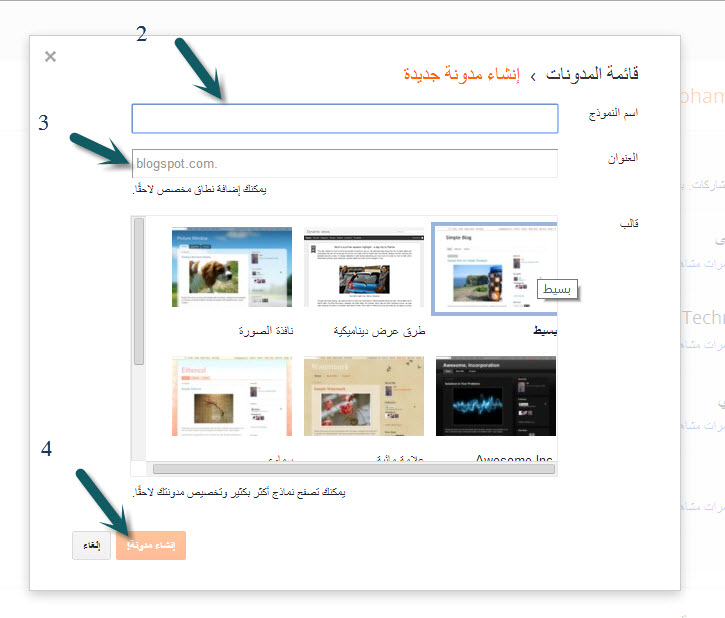 2
قائمة المدونات › إنشاء مدونة جديدة
اسم النموذج
3
العنوان
.blogspot.com
يمكنك إضافة نطاق مخصص لاحقًا.
قالب
Picture Window
Dynamic views
Simple Blog
بسيط
بسيط
طرق عرض ديناميكية
نافذة الصورة
Awesome, Incorporation
Watermark
Ethereal
Awesome Inc.
علامة مائية
سماوي
يمكنك تصفح نماذج أكثر بكثير وتخصيص مدونتك لاحقًا.
4
إنشاء مدونة!
إلغاء
Techn